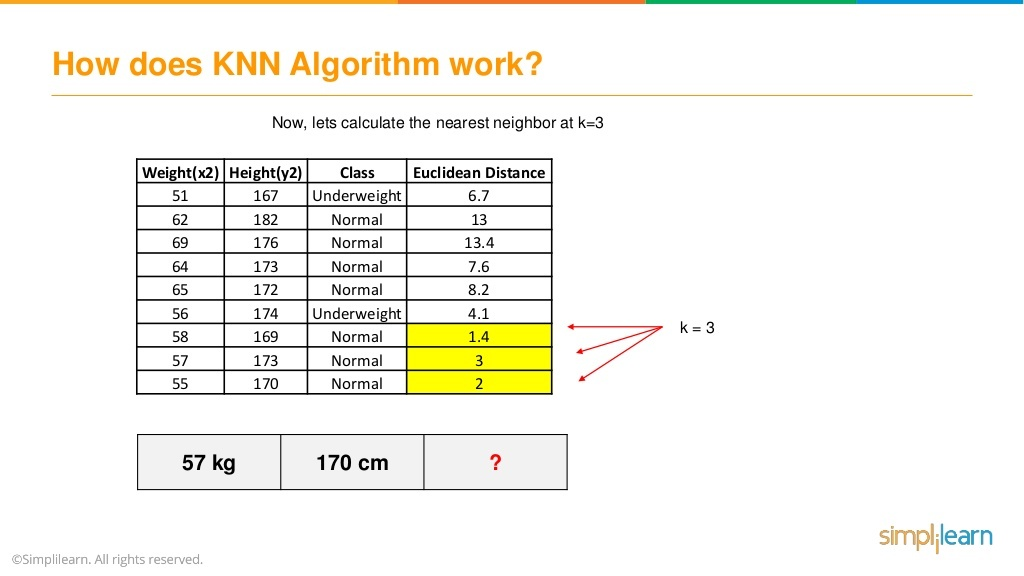 How does KNN Algorithm work?
Now, lets calculate the nearest neighbor at k=3
Weight(x2) Height(y2) Class Euclidean Distance
51 167 Underweight 6.7
62 182 Normal 13
69 176 Normal 13.4
64 173 Normal 7.6
65 172 Normal 8.2
56 174 Underweight 4.1
58 169 Normal 1.4
57 173 Normal 3
55 170 Normal 2
k = 3
57 kg 170 cm ?
simplilearn
©Simplilearn. All rights reserved.